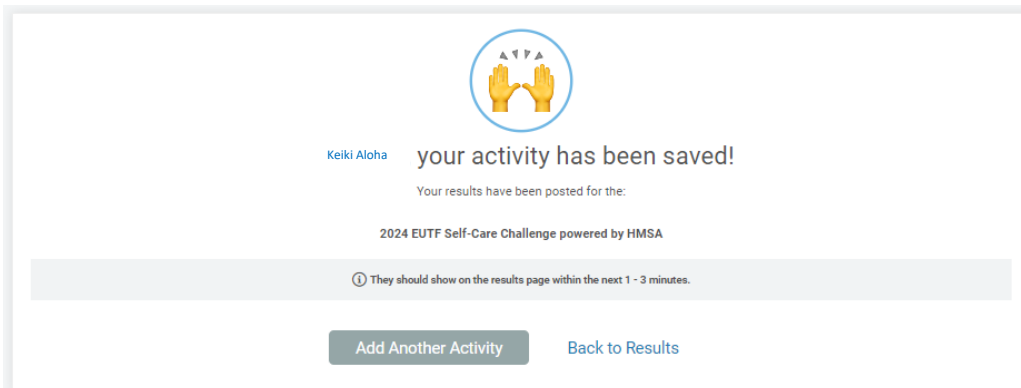 Keiki Aloha your activity has been saved!
Your results have been posted for the:
2024 EUTF Self-Care Challenge powered by HMSA
They should show on the results page within the next 1 - 3 minutes.
Add Another Activity Back to Results